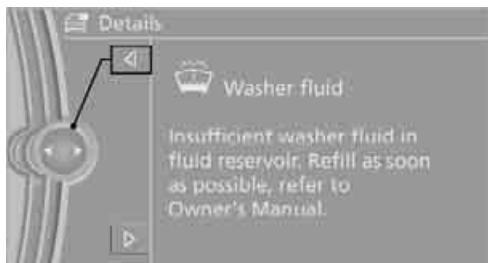 Details
Washer fluid
Insufficient washer fluid in
fluid reservoir. Refill as soon
as possible, refer to
Owner's Manual.